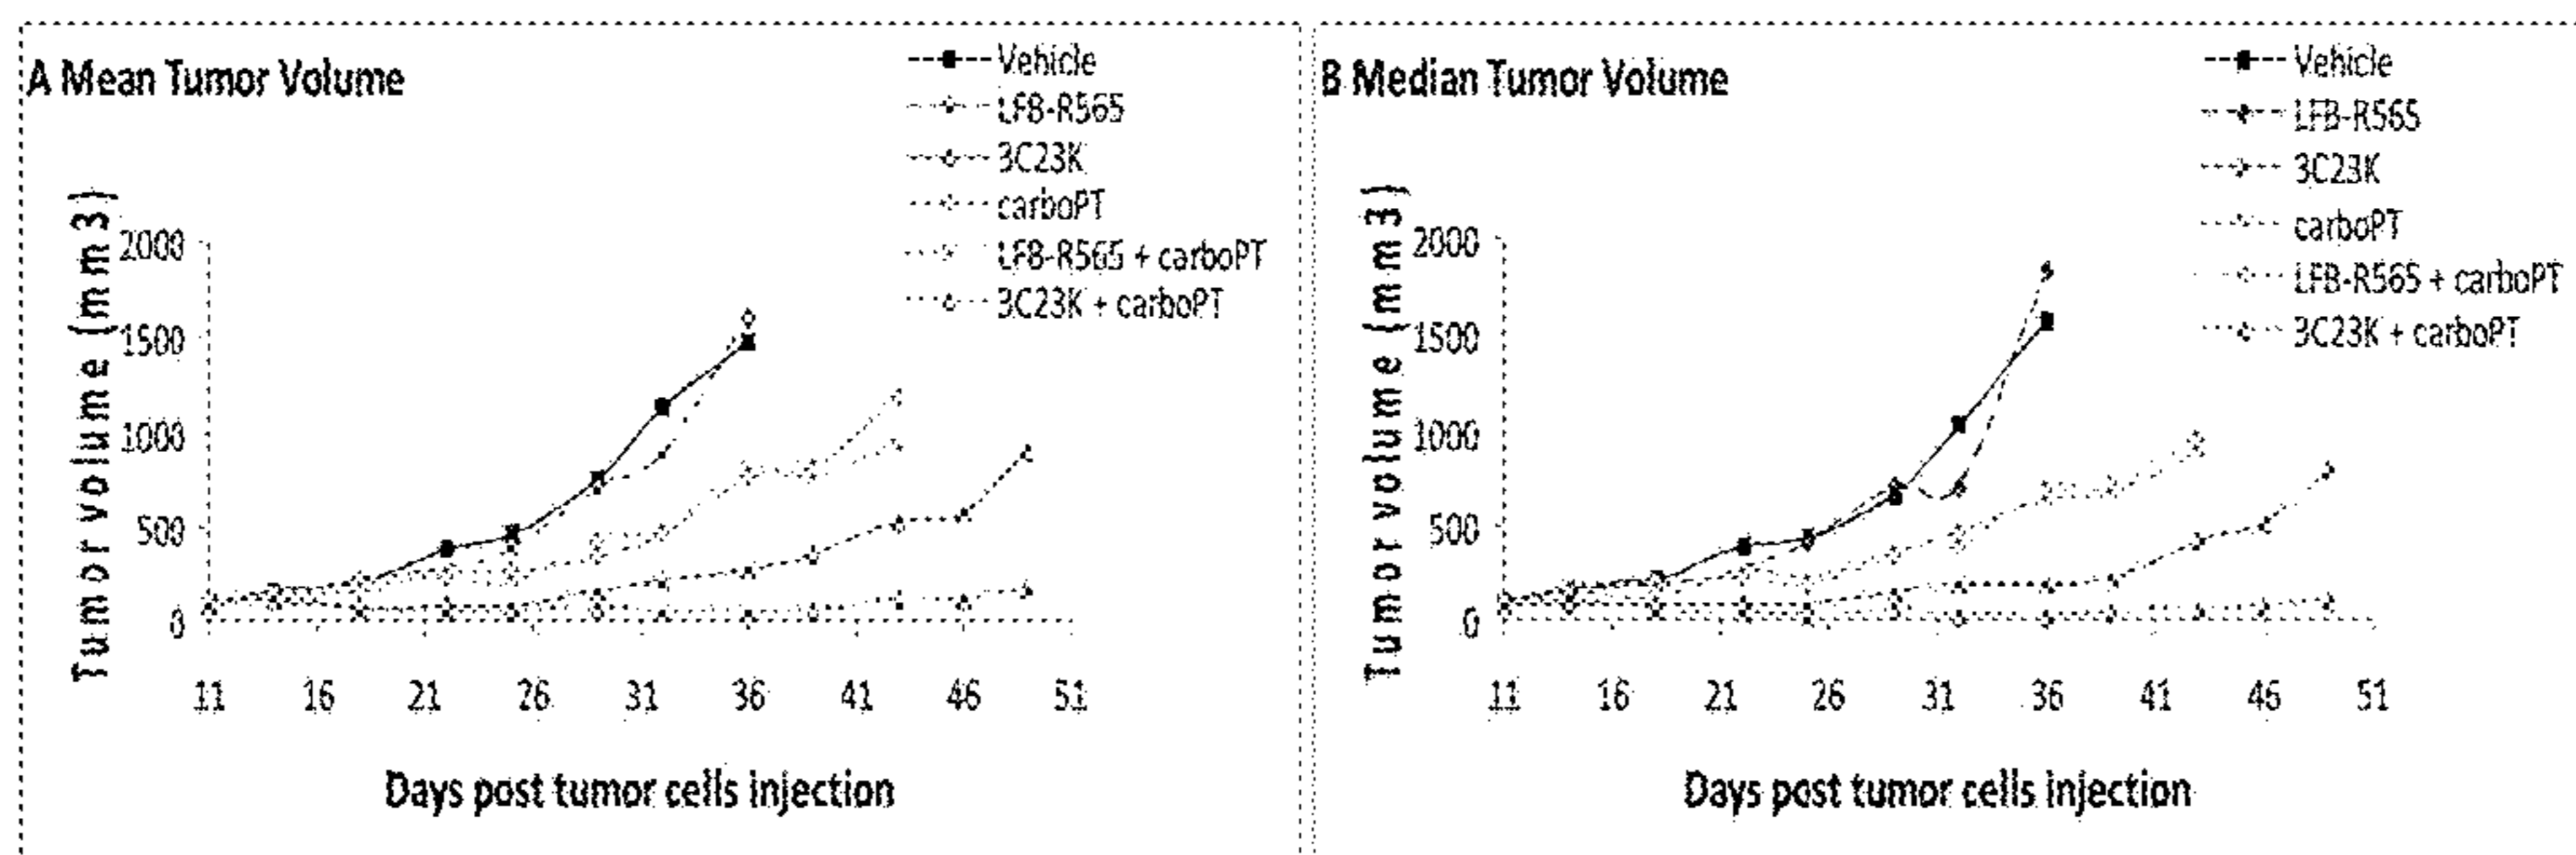 A Mean Tumor Volume
Vehicle
LFB-R565
3C23K
carboPT
LFB-R565 + carboPT
3C23K + carboPT
Tumor volume (mm3)
2000
1500
1000
500
0
11 16 21 26 31 36 41 46 51
Days post tumor cells injection
B Median Tumor Volume
Vehicle
LFB-R565
3C23K
carboPT
LFB-R565 + carboPT
3C23K + carboPT
Tumor volume (mm3)
2000
1500
1000
500
0
11 16 21 26 31 36 41 46 51
Days post tumor cells injection